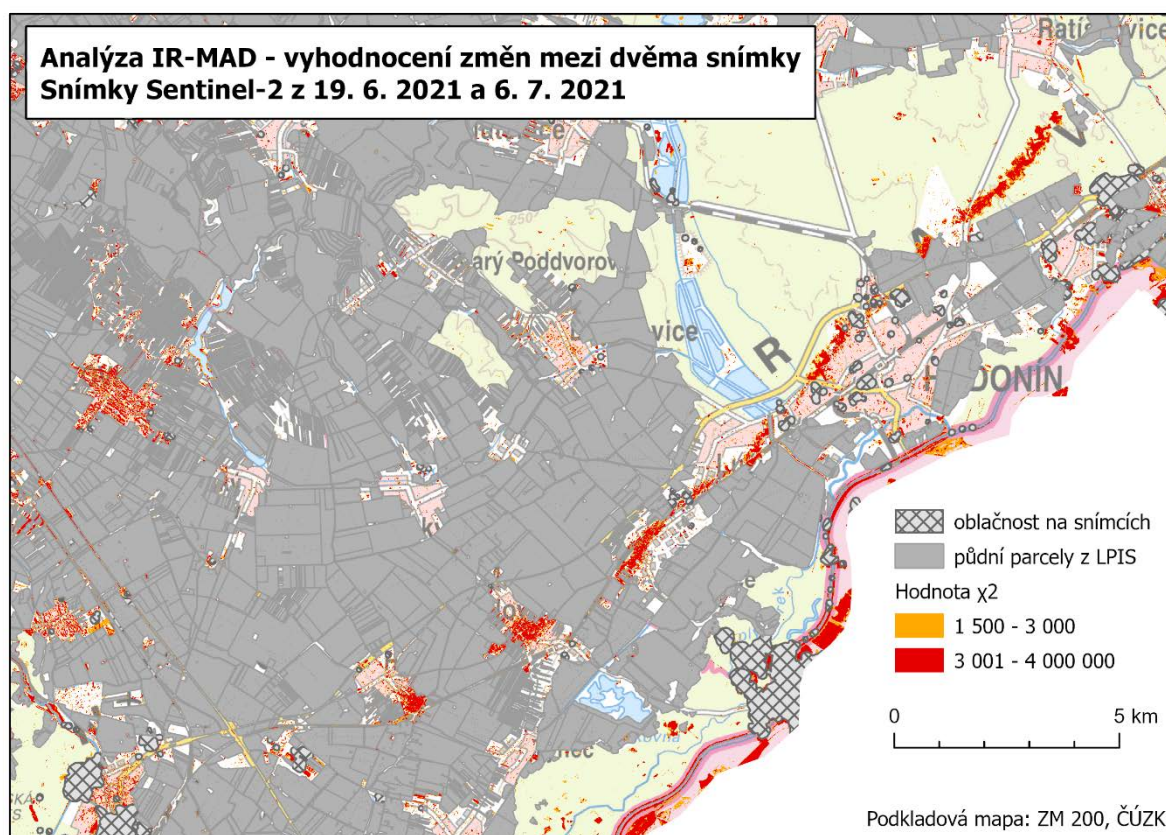 Analýza IR-MAD - vyhodnocení změn mezi dvěma snímky
Snímky Sentinel-2 z 19. 6. 2021 a 6. 7. 2021
250
R
V
oblačnost na snímcích
půdní parcely z LPIS
Hodnota χ2
1 500 - 3 000
3 001 - 4 000 000
0
5 km
Podkladová mapa: ZM 200, ČÚZK